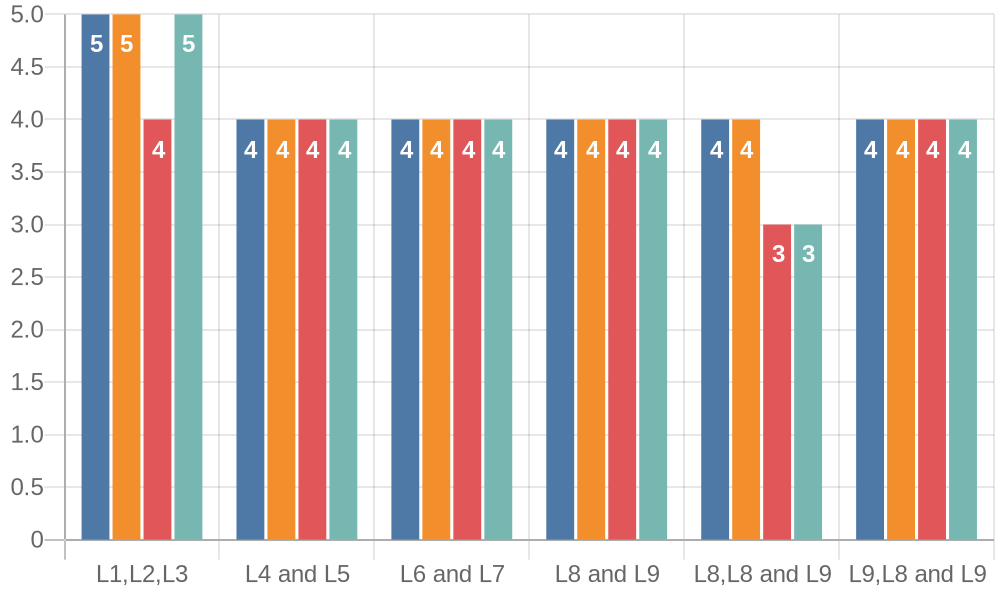 5.0
4.5
4.0
3.5
3.0
2.5
2.0
1.5
1.0
0.5
0
5 5 4 5
4 4 4 4
4 4 4 4
4 4 4 4
4 4 3 3
4 4 4 4
L1,L2,L3
L4 and L5
L6 and L7
L8 and L9
L8,L8 and L9
L9,L8 and L9